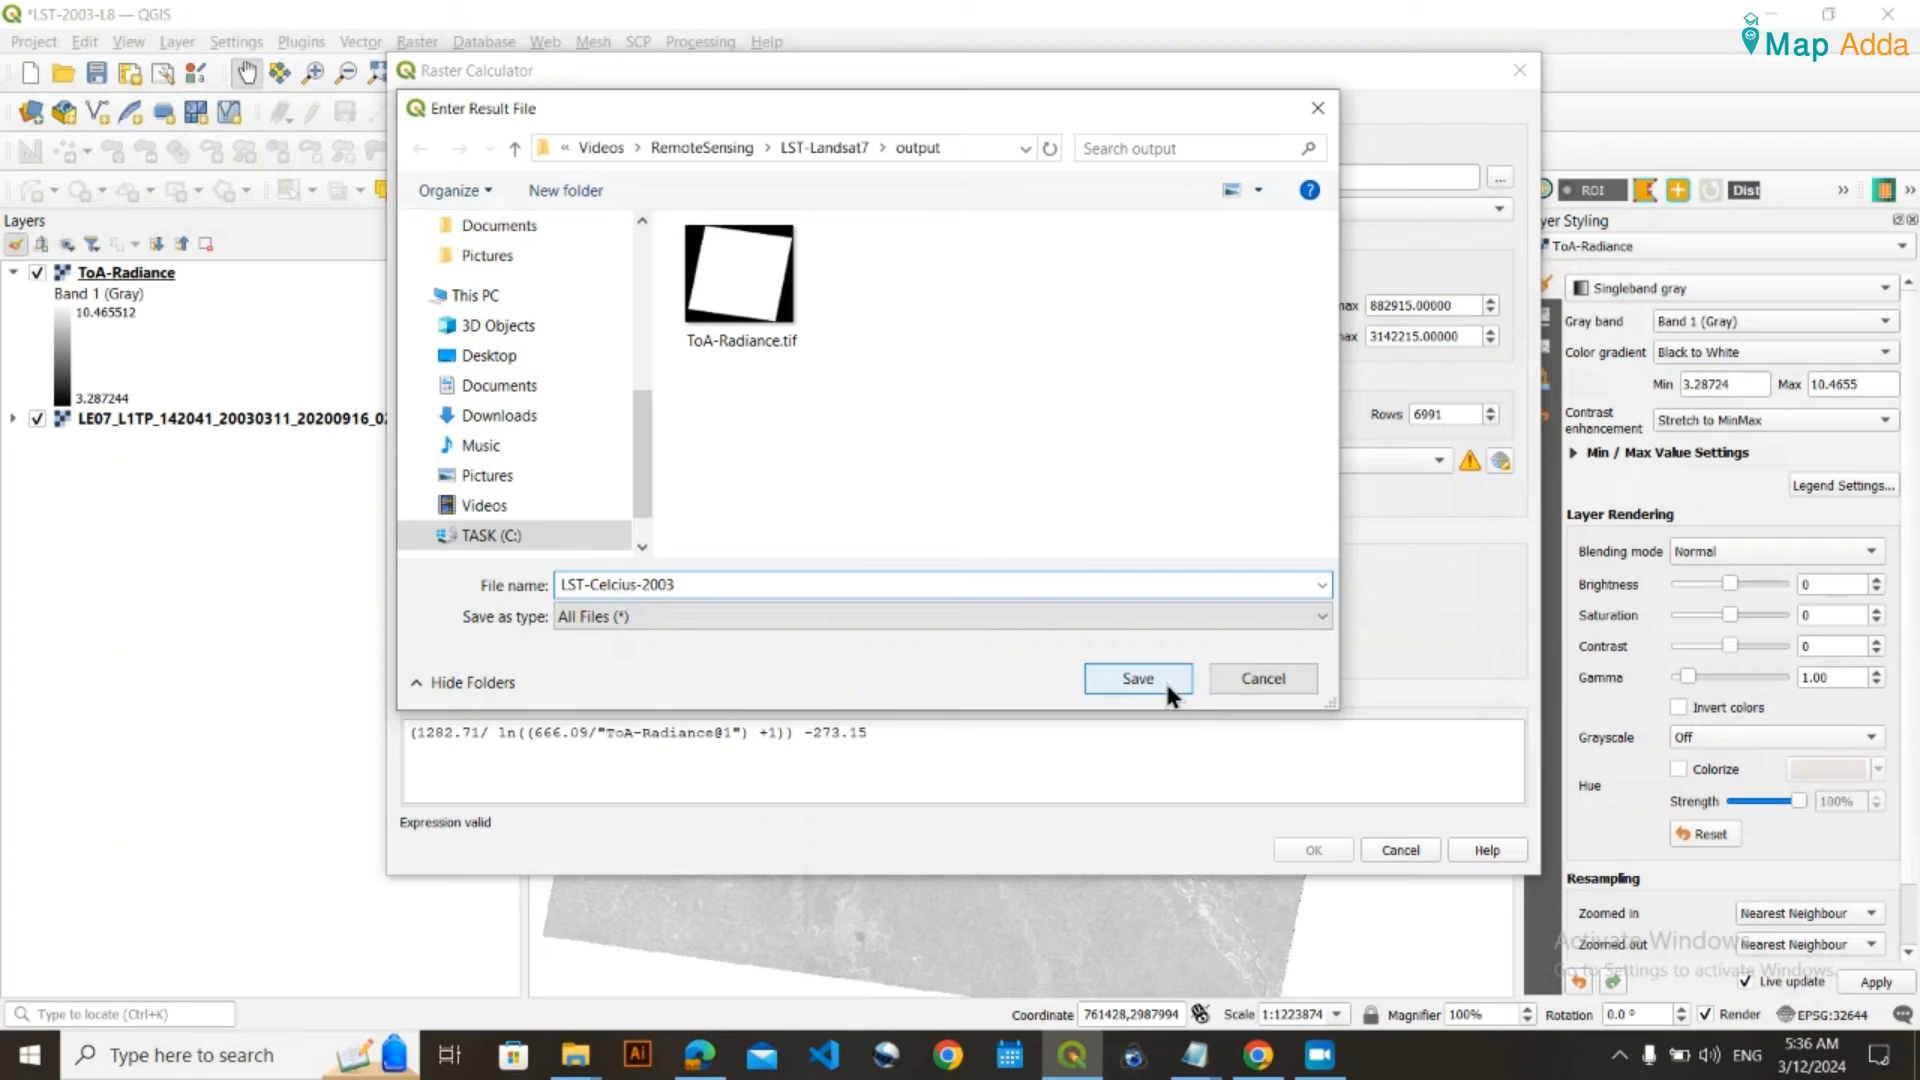 *LST-2003-L8 — QGIS
Map Adda
Project Edit View Layer Settings Plugins Vector Raster Database Web Mesh SCP Processing Help
Raster Calculator
Enter Result File
« Videos > RemoteSensing > LST-Landsat7 > output
Search output
Organize
New folder
ROI
Dist
Layers
ToA-Radiance
Band 1 (Gray)
10.465512
3.287244
LE07_L1TP_142041_20030311_20200916_02
Documents
Pictures
This PC
3D Objects
Desktop
Documents
Downloads
Music
Pictures
Videos
TASK (C:)
ToA-Radiance.tif
File name: LST-Celcius-2003
Save as type: All Files (*)
Hide Folders
Save
Cancel
...
max 882915.00000
max 3142215.00000
Rows 6991
(1282.71/ ln((666.09/"ToA-Radiance@1") +1)) -273.15
Expression valid
OK
Cancel
Help
yer Styling
ToA-Radiance
Singleband gray
Gray band Band 1 (Gray)
Color gradient Black to White
Min 3.28724 Max 10.4655
Contrast
enhancement Stretch to MinMax
Min / Max Value Settings
Legend Settings...
Layer Rendering
Blending mode Normal
Brightness 0
Saturation 0
Contrast 0
Gamma 1.00
Invert colors
Grayscale Off
Hue
Colorize
Strength 100%
Reset
Resampling
Zoomed in Nearest Neighbour
Zoomed out Nearest Neighbour
Activate Windows
Go to Settings to activate Windows.
Live update
Apply
Type to locate (Ctrl+K)
Coordinate 761428,2987994
Scale 1:1223874
Magnifier 100%
Rotation 0.0 °
Render
EPSG:32644
Type here to search
Ai
ENG
5:36 AM
3/12/2024